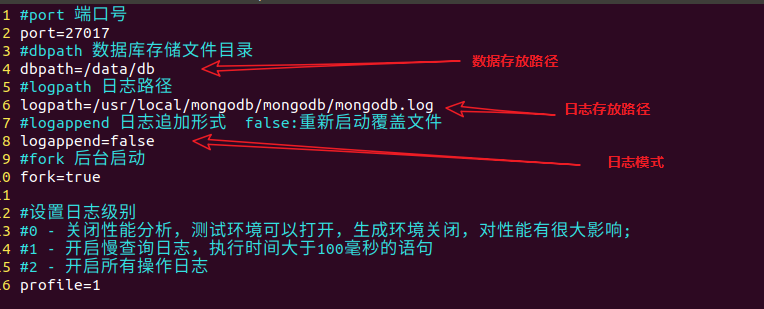 1 #port 端口号
2 port=27017
3 #dbpath 数据库存储文件目录
4 dbpath=/data/db 数据存放路径
5 #logpath 日志路径
6 logpath=/usr/local/mongodb/mongodb/mongodb.log 日志存放路径
7 #logappend 日志追加形式  false:重新启动覆盖文件
8 logappend=false 日志模式
9 #fork 后台启动
10 fork=true
11
12 #设置日志级别
13 #0 - 关闭性能分析，测试环境可以打开，生成环境关闭，对性能有很大影响;
14 #1 - 开启慢查询日志，执行时间大于100毫秒的语句
15 #2 - 开启所有操作日志
16 profile=1